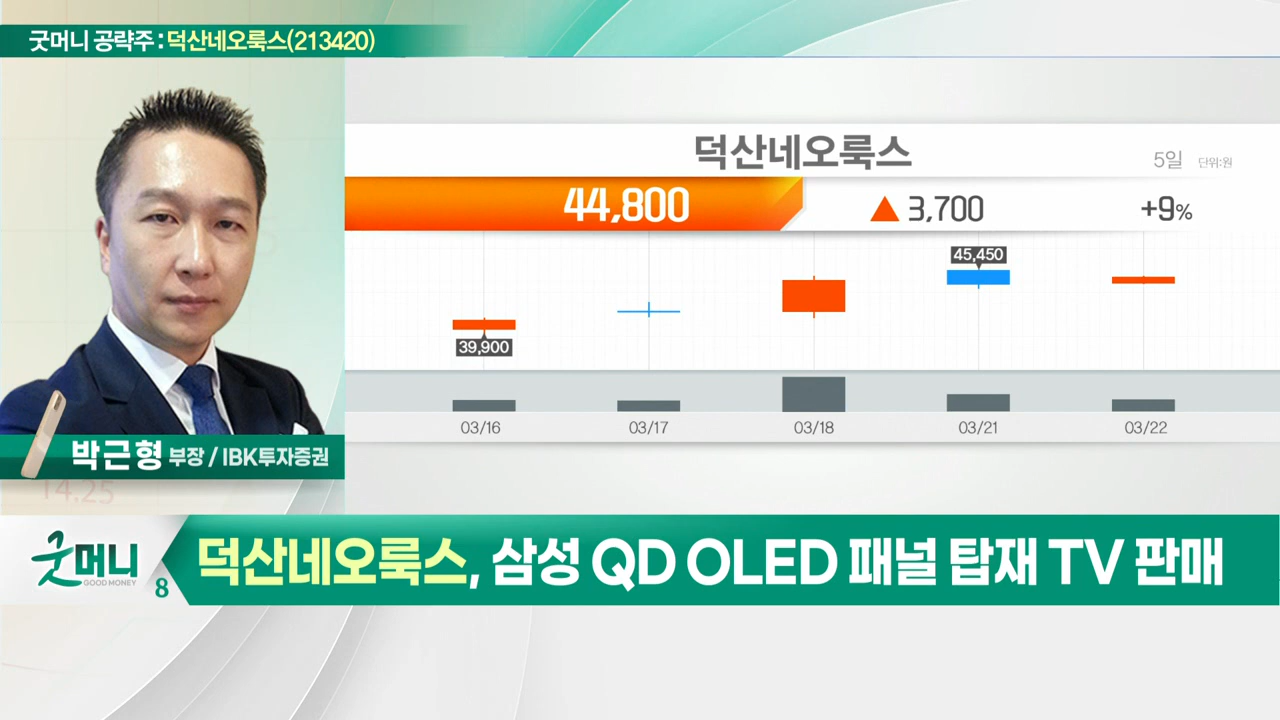 굿머니 공략주 : 덕산네오룩스(213420)
덕산네오룩스
5일 단위:원
44,800 ▲ 3,700 +9%
45,450
39,900
03/16 03/17 03/18 03/21 03/22
박근형 부장 / IBK투자증권
14.25
굿머니
GOOD MONEY
8
덕산네오룩스, 삼성 QD OLED 패널 탑재 TV 판매